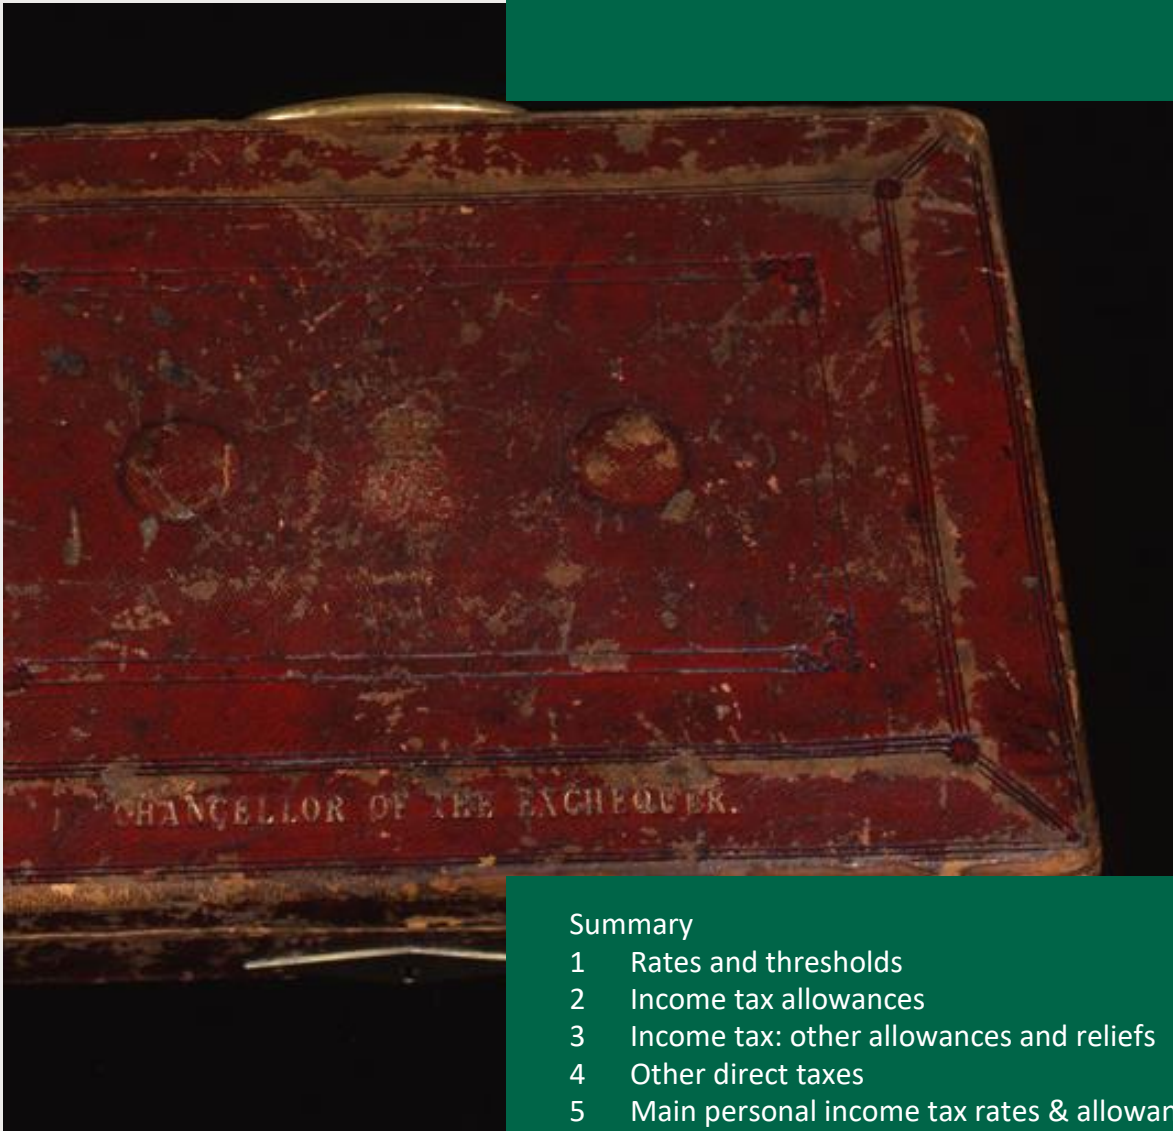 CHANCELLOR OF THE EXCHEQUER.
Summary
1 Rates and thresholds
2 Income tax allowances
3 Income tax: other allowances and reliefs
4 Other direct taxes
5 Main personal income tax rates &